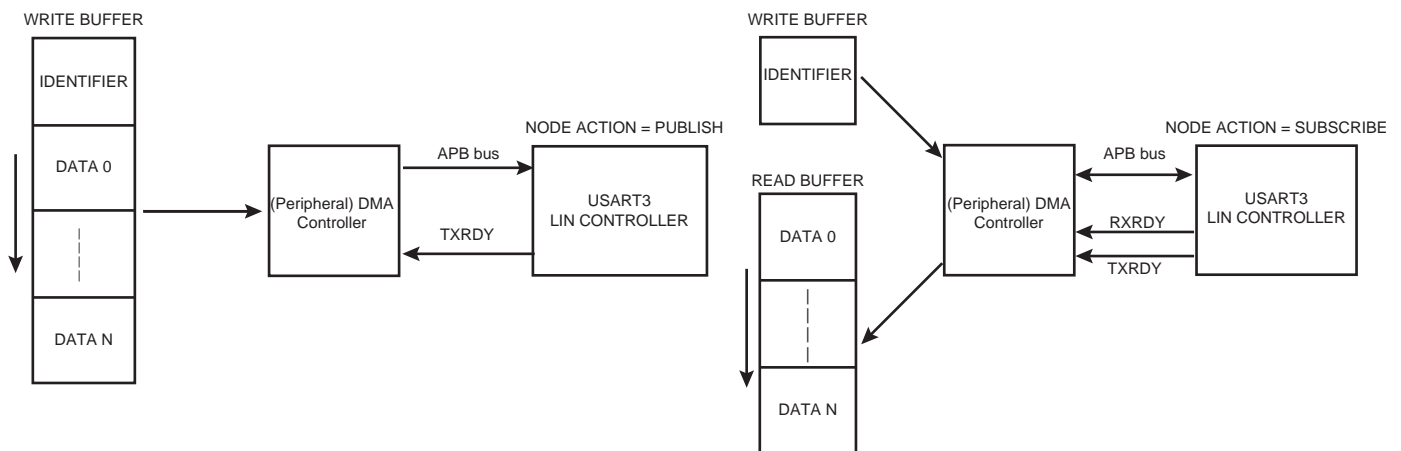 WRITE BUFFER
IDENTIFIER
DATA 0
DATA N
(Peripheral) DMA
Controller
APB bus
TXRDY
NODE ACTION = PUBLISH
USART3
LIN CONTROLLER
WRITE BUFFER
IDENTIFIER
READ BUFFER
DATA 0
DATA N
(Peripheral) DMA
Controller
APB bus
RXRDY
TXRDY
NODE ACTION = SUBSCRIBE
USART3
LIN CONTROLLER